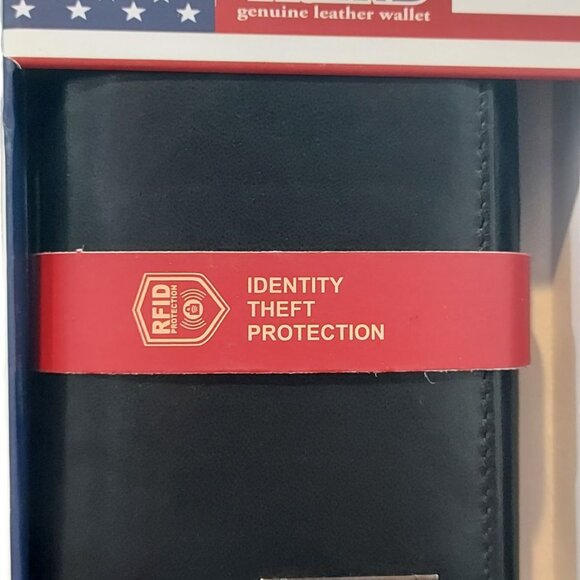 genuine leather wallet
RFID
PROTECTION
IDENTITY
THEFT
PROTECTION